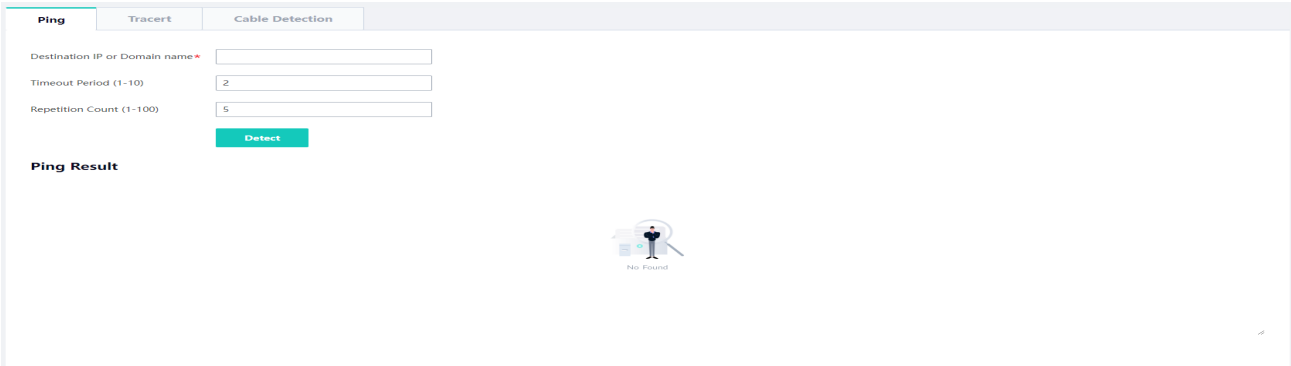 Ping Tracert Cable Detection
Destination IP or Domain name*
Timeout Period (1-10) 2
Repetition Count (1-100) 5
Detect
Ping Result
No Found